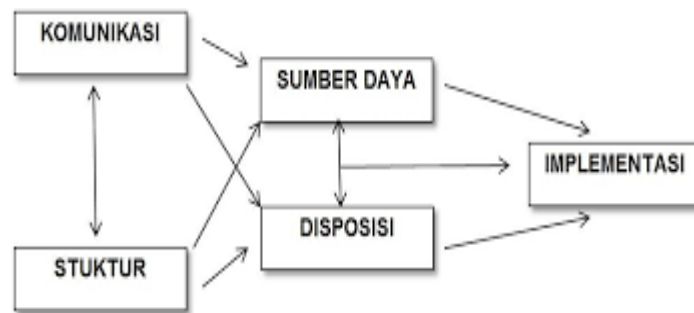 KOMUNIKASI
SUMBER DAYA
IMPLEMENTASI
DISPOSISI
STUKTUR